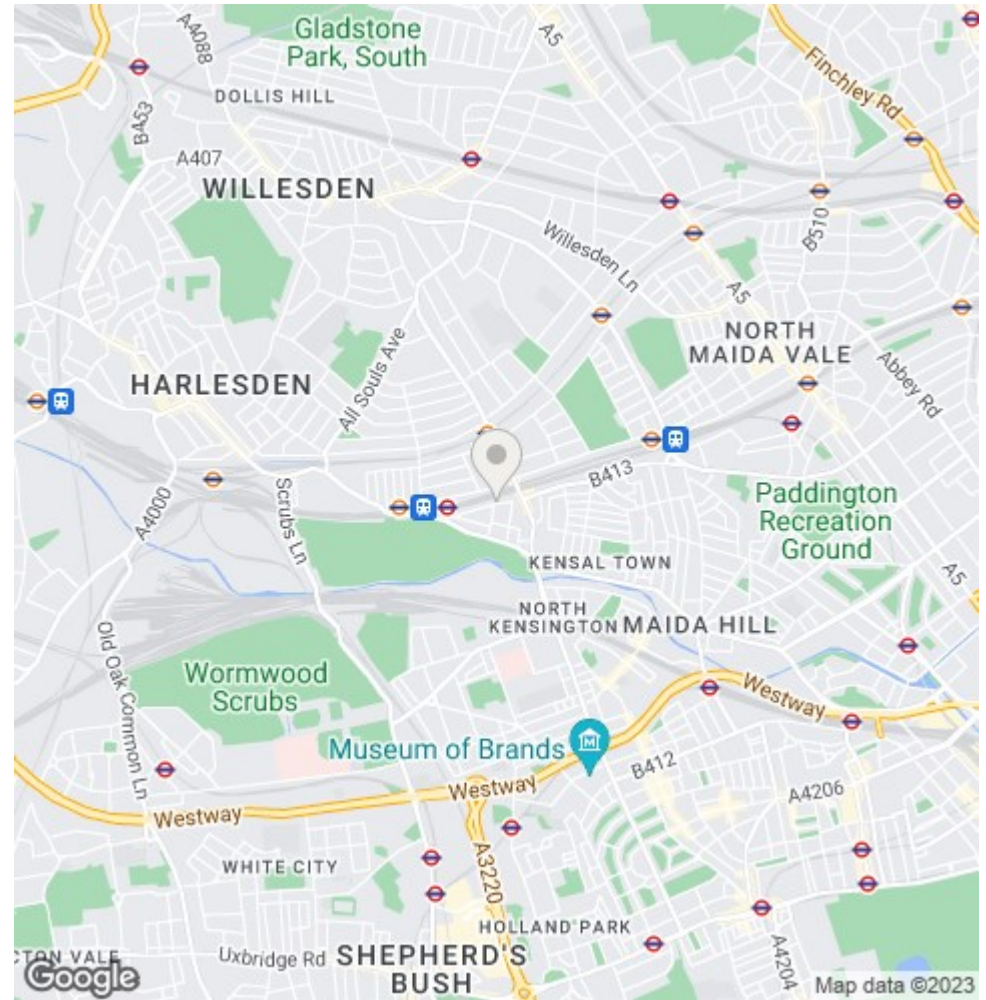 Gladstone
Park, South
A4088
A5
DOLLIS HILL
Finchley Rd
B453
A407
WILLESDEN
B510
Willesden Ln
A5
NORTH
MAIDA VALE
All Souls Ave
Abbey Rd
HARLESDEN
B413
A4000
Scrubs Ln
Paddington
Recreation
Ground
KENSAL TOWN
A5
NORTH
KENSINGTON
MAIDA HILL
Old Oak Common Ln
Wormwood
Scrubs
Westway
Museum of Brands
B412
Westway
A4206
Westway
A3220
WHITE CITY
HOLLAND PARK
CTON VALE
Uxbridge Rd
SHEPHERD'S
BUSH
A4204
Google
Map data ©2023